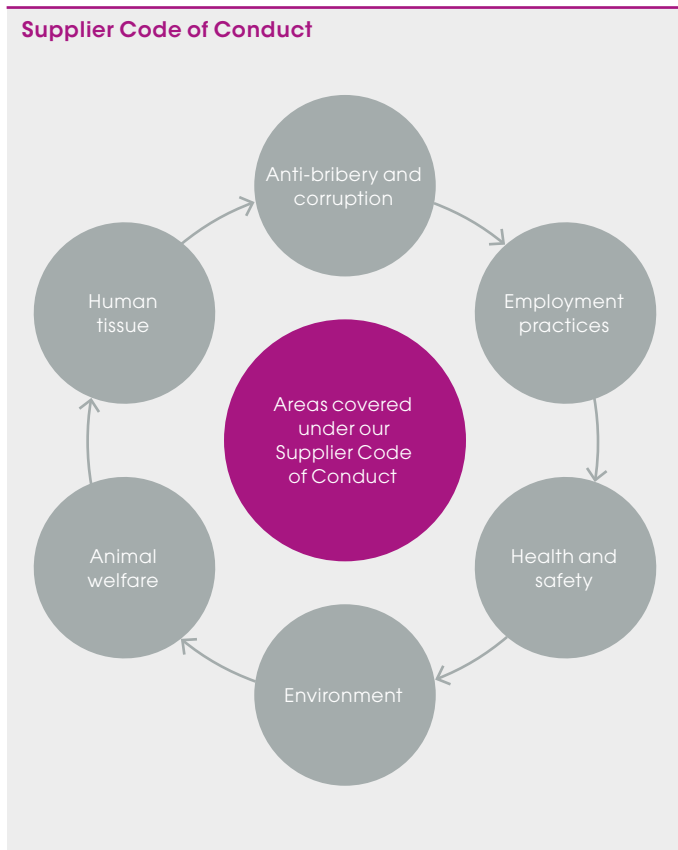 Supplier Code of Conduct
Anti-bribery and
corruption
Employment
practices
Health and
safety
Environment
Animal
welfare
Human
tissue
Areas covered
under our
Supplier Code
of Conduct